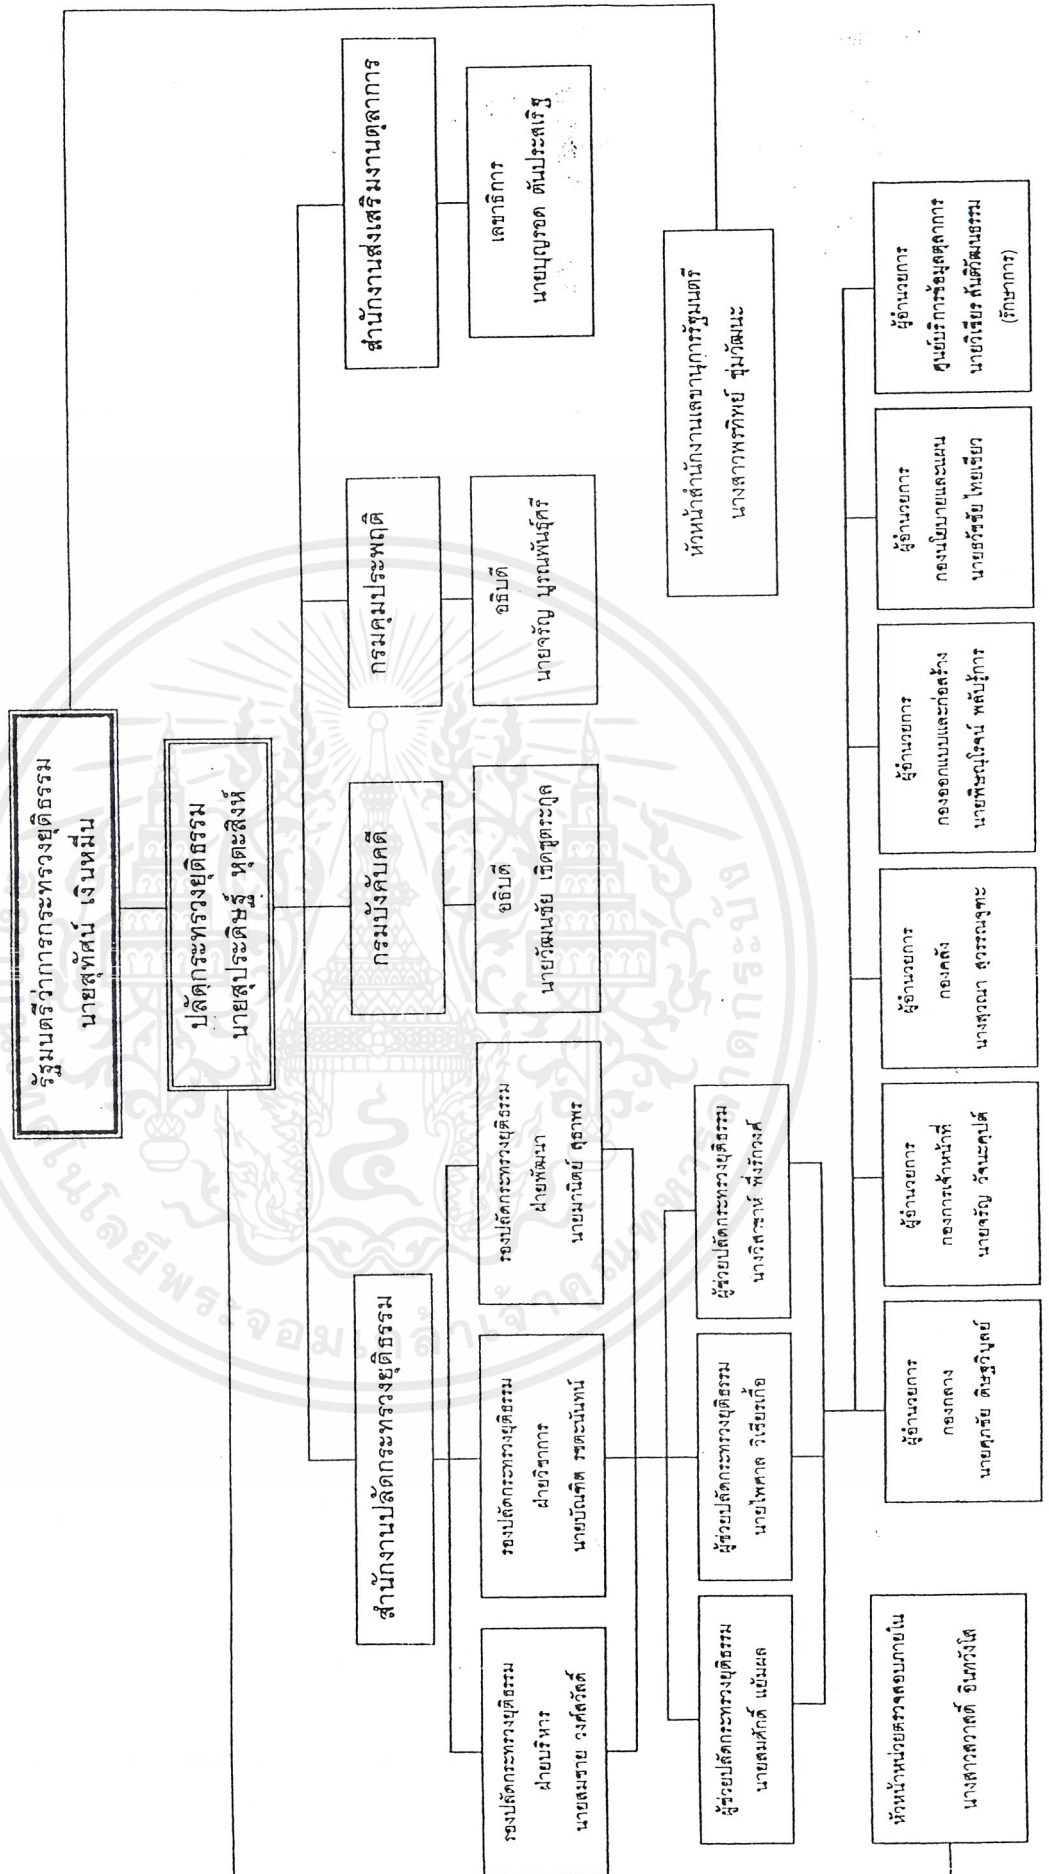 รัฐมนตรีว่าการกระทรวงยุติธรรม
นายสุทัศน์ เงินหมื่น
ปลัดกระทรวงยุติธรรม
นายสุประดิษฐ์ หุตะสิงห์
สำนักงานปลัดกระทรวงยุติธรรม
กรมบังคับคดี
กรมคุมประพฤติ
สำนักงานส่งเสริมงานตุลาการ
รองปลัดกระทรวงยุติธรรม
ฝ่ายบริหาร
นายสมชาย วงศ์สวัสดิ์
รองปลัดกระทรวงยุติธรรม
ฝ่ายวิชาการ
นายบัณฑิต รชตะนันทน์
รองปลัดกระทรวงยุติธรรม
ฝ่ายพัฒนา
นายมานิตย์ สุธาพร
อธิบดี
นายวัฒนชัย เชิดชูตระกูล
อธิบดี
นายจรัญ บูรณพันธุ์ศรี
เลขาธิการ
นายบุญรอด ตันประเสริฐ
ผู้ช่วยปลัดกระทรวงยุติธรรม
นายสมศักดิ์ แย้มผล
ผู้ช่วยปลัดกระทรวงยุติธรรม
นายไพศาล วิเชียรเกื้อ
ผู้ช่วยปลัดกระทรวงยุติธรรม
นางวิสาชาห์ พึ่งรักวงศ์
หัวหน้าสำนักงานเลขานุการรัฐมนตรี
นางสาวพรทิพย์ ชุ่มวัฒนะ
หัวหน้าหน่วยตรวจสอบภายใน
นางสาวสวาสดิ์ อินทวังโส
ผู้อำนวยการ
กองกลาง
นายศุภชัย ดิษฐวิบูลย์
ผู้อำนวยการ
กองการเจ้าหน้าที่
นายจรัญ วัจนะคุปต์
ผู้อำนวยการ
กองคลัง
นางสุวณา สุวรรณจูฑะ
ผู้อำนวยการ
กองออกแบบและก่อสร้าง
นายพิษณุโรจน์ พลับรู้การ
ผู้อำนวยการ
กองนโยบายและแผน
นายธวัชชัย ไทยเขียว
ผู้อำนวยการ
ศูนย์บริการข้อมูลตุลาการ
นายวิเชียร สันติวัฒนธรรม
(รักษาการ)